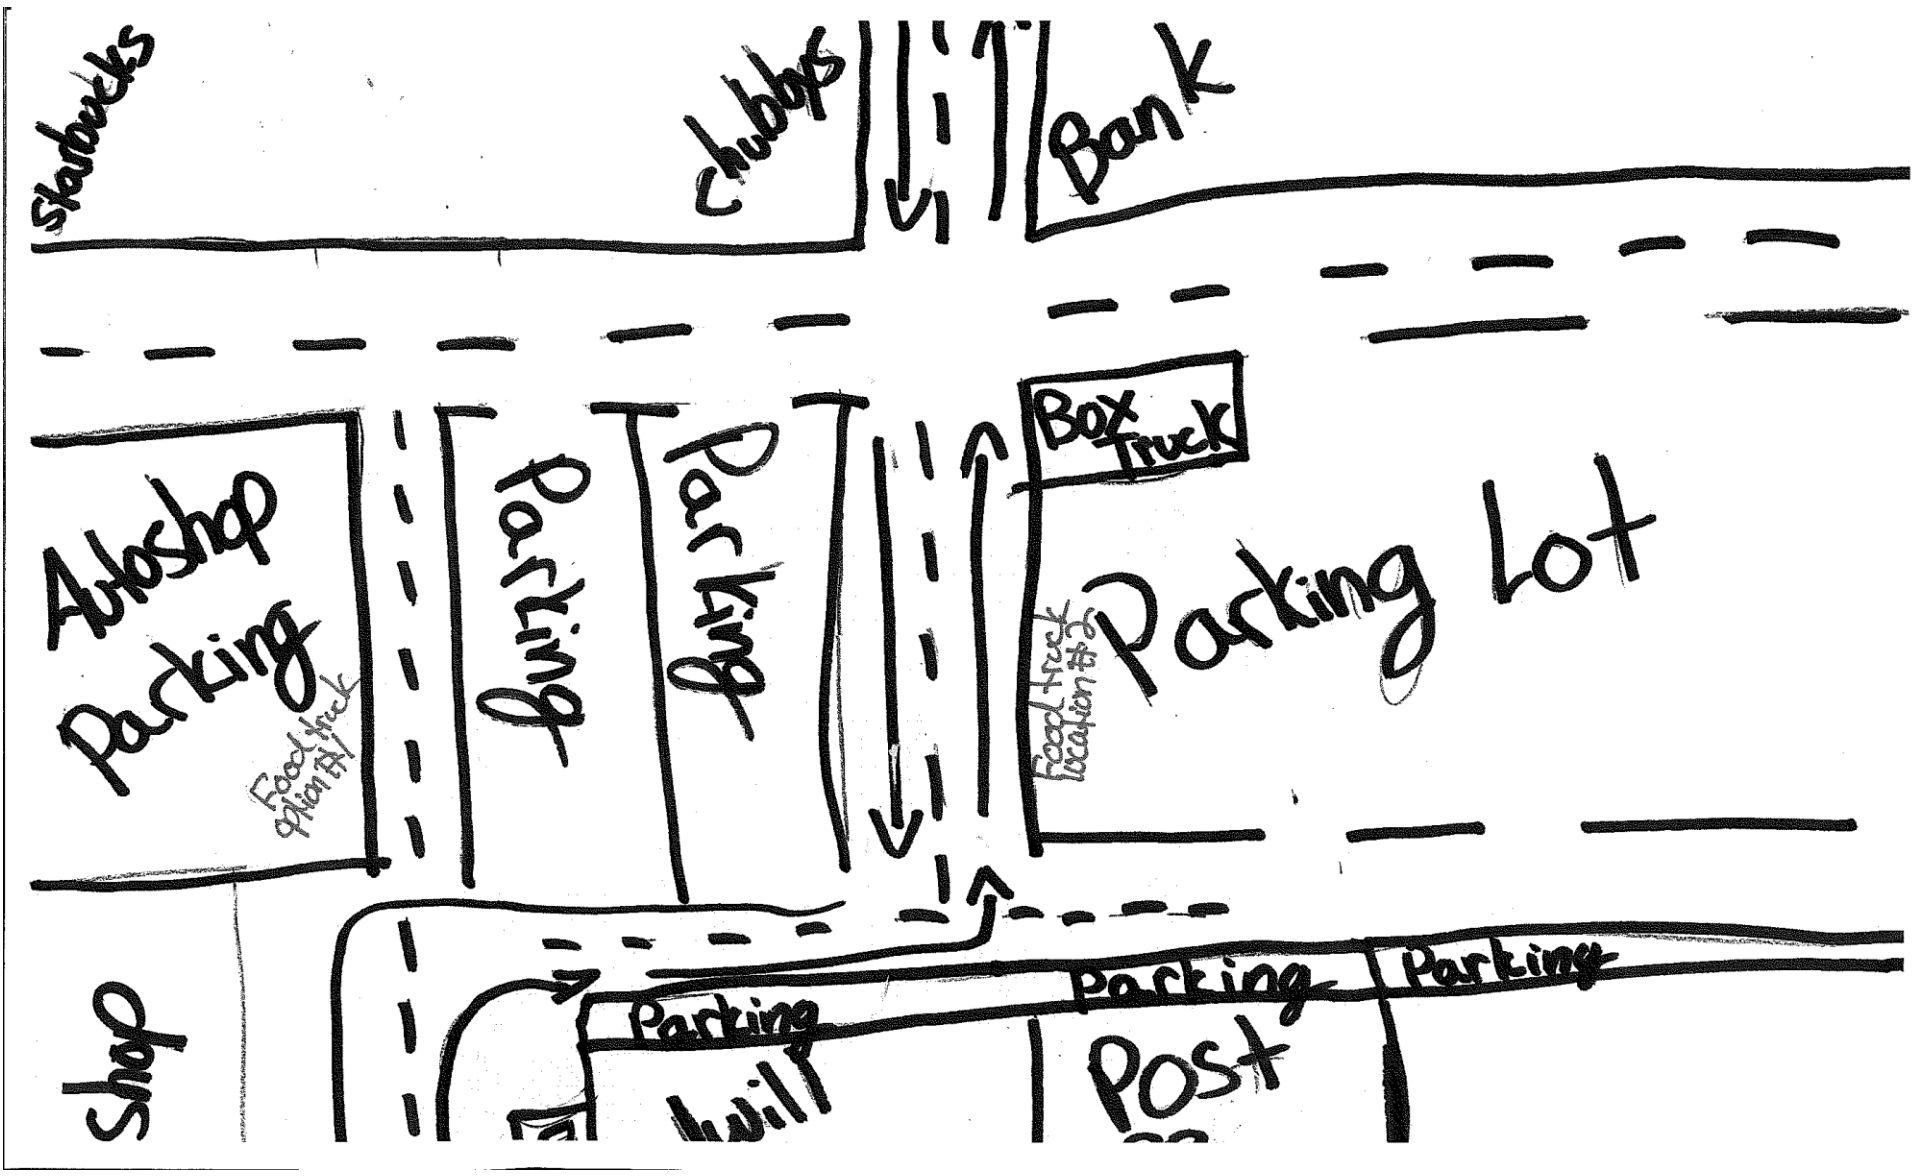 Starbucks
Chubbys
Bank
Box
Truck
Autoshop
Parking
Food truck
option #1
Parking
Parking
Food truck
location #2
Parking Lot
Shop
Parking
Parking
Parking
Post